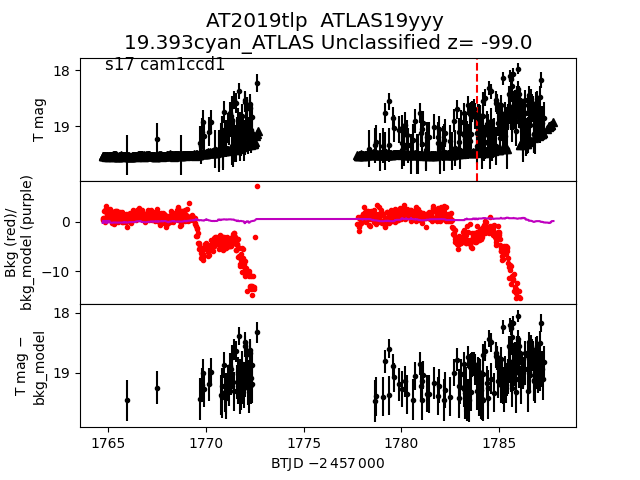 AT2019tlp  ATLAS19yyy
19.393cyan_ATLAS Unclassified z= -99.0
s17 cam1ccd1
18
19
T mag
0
−10
Bkg (red)/
bkg_model (purple)
18
19
T mag −
bkg_model
1765 1770 1775 1780 1785
BTJD −2 457 000